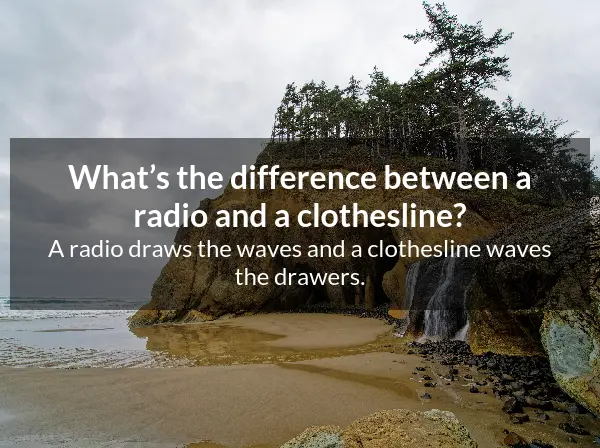 What’s the difference between a
radio and a clothesline?
A radio draws the waves and a clothesline waves
the drawers.